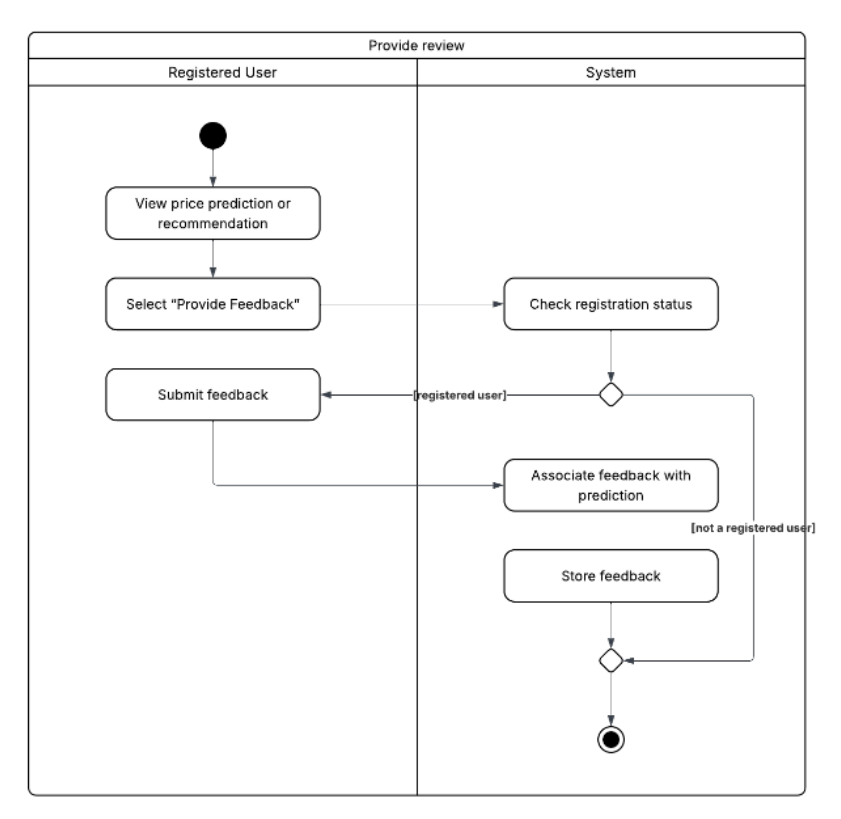 Provide review
Registered User
System
View price prediction or
recommendation
Select “Provide Feedback”
Check registration status
Submit feedback
[registered user]
Associate feedback with
prediction
[not a registered user]
Store feedback